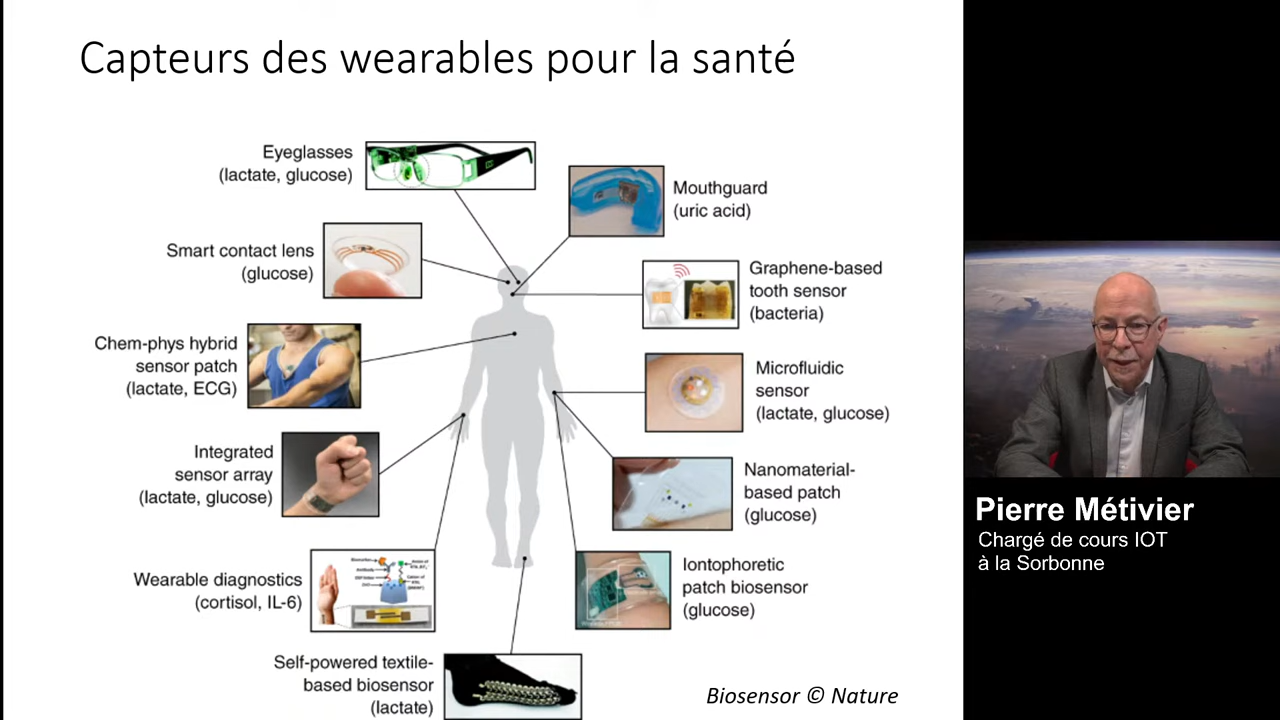 Capteurs des wearables pour la santé
Eyeglasses
(lactate, glucose)
Mouthguard
(uric acid)
Smart contact lens
(glucose)
Graphene-based
tooth sensor
(bacteria)
Chem-phys hybrid
sensor patch
(lactate, ECG)
Microfluidic
sensor
(lactate, glucose)
Integrated
sensor array
(lactate, glucose)
Nanomaterial-
based patch
(glucose)
Wearable diagnostics
(cortisol, IL-6)
Iontophoretic
patch biosensor
(glucose)
Self-powered textile-
based biosensor
(lactate)
Biosensor © Nature
Pierre Métivier
Chargé de cours IOT
à la Sorbonne